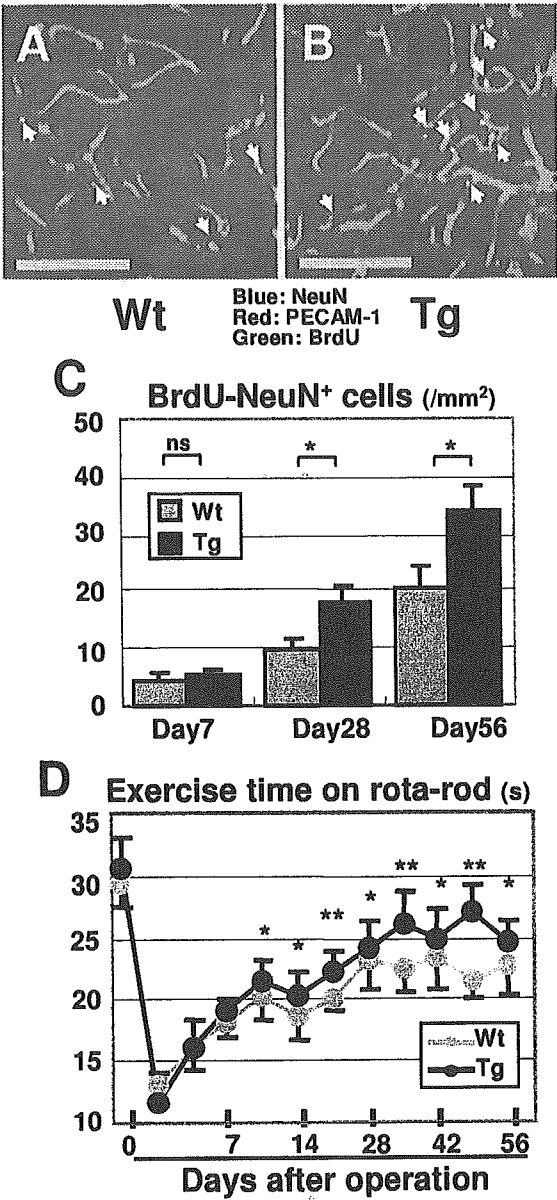 A B
Wt
Blue: NeuN
Red: PECAM-1
Green: BrdU
Tg
C
BrdU-NeuN+ cells (/mm2)
50
40
30
20
10
0
ns
*
*
Wt
Tg
Day7 Day28 Day56
D
Exercise time on rota-rod (s)
35
30
25
20
15
10
* * ** * ** * ** *
Wt
Tg
0 7 14 28 42 56
Days after operation